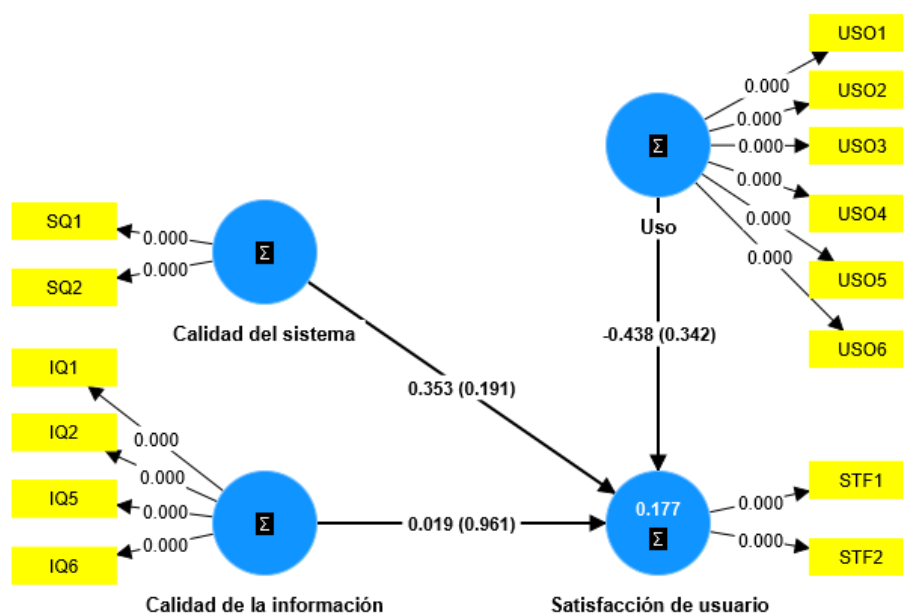 USO1
0.000
USO2
0.000
0.000
USO3
Σ
0.000
USO4
0.000
Uso
0.000
USO5
USO6
SQ1
0.000
Σ
0.000
SQ2
Calidad del sistema
-0.438 (0.342)
0.353 (0.191)
IQ1
IQ2
0.000
0.000
IQ5
0.000
Σ
0.000
IQ6
0.019 (0.961)
0.177
Σ
0.000
STF1
0.000
STF2
Calidad de la información
Satisfacción de usuario